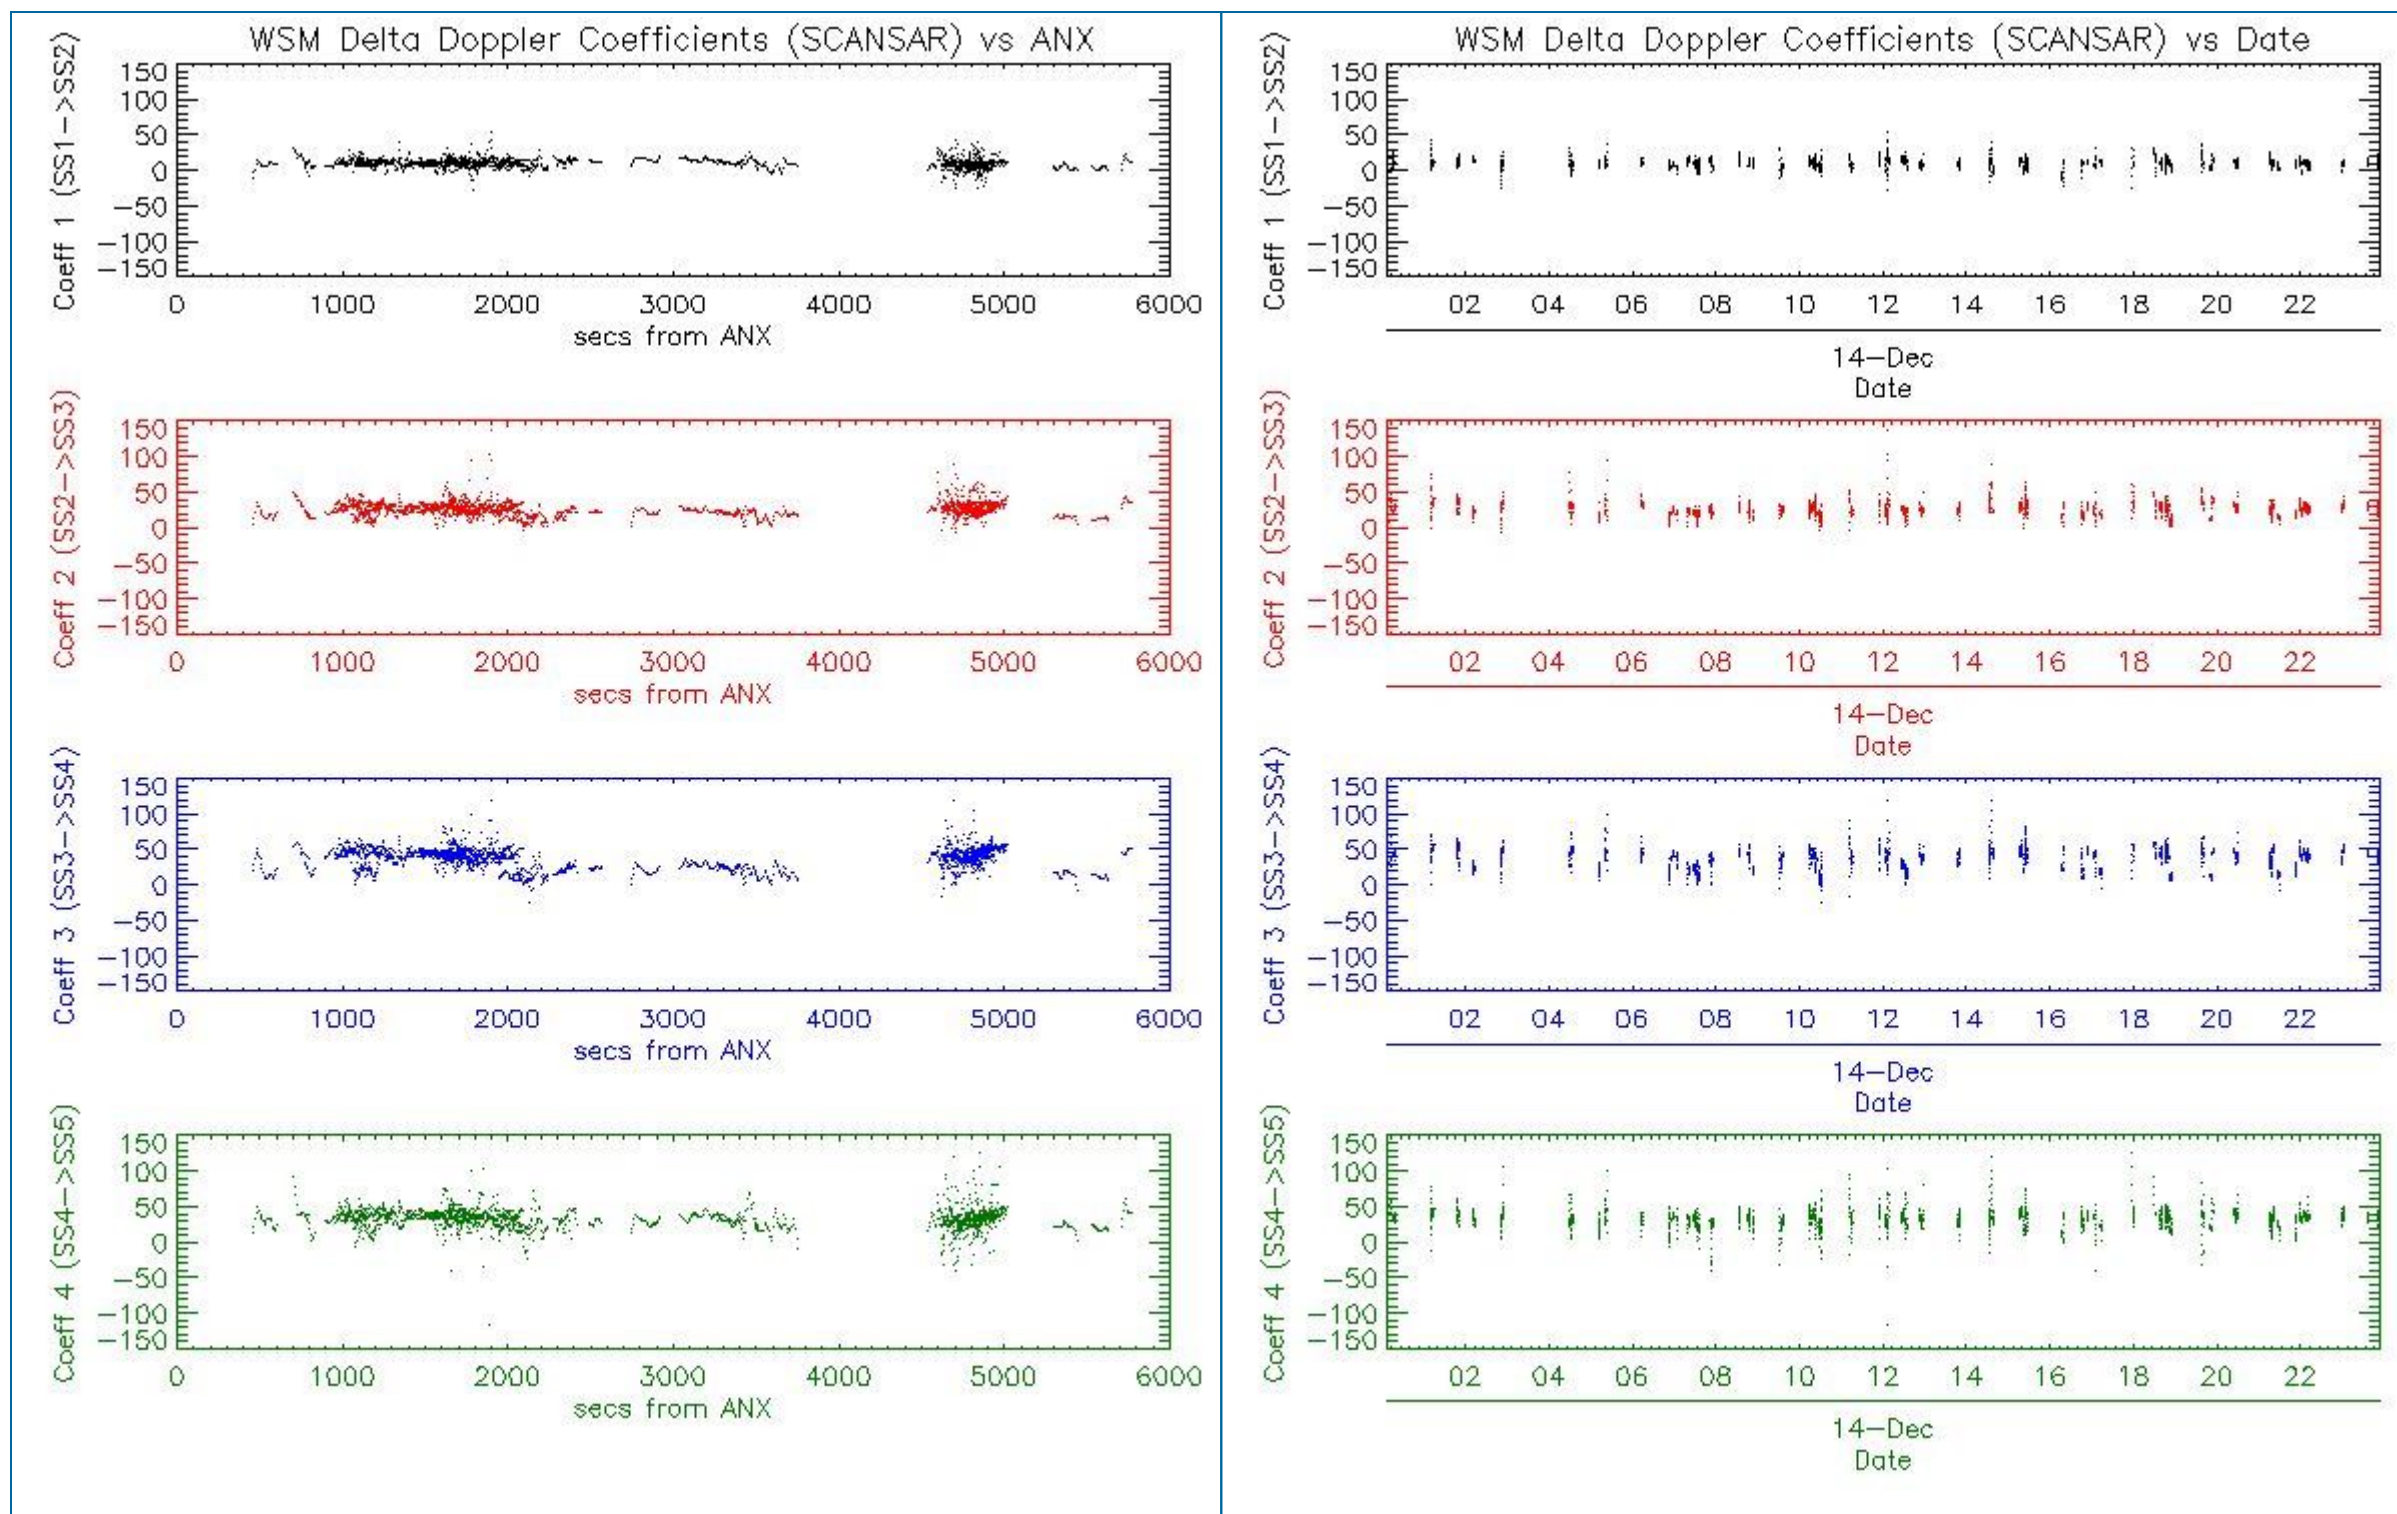 WSM Delta Doppler Coefficients (SCANSAR) vs ANX
Coeff 1 (SS1->SS2)
150
100
50
0
-50
-100
-150
0 1000 2000 3000 4000 5000 6000
secs from ANX
Coeff 2 (SS2->SS3)
150
100
50
0
-50
-100
-150
0 1000 2000 3000 4000 5000 6000
secs from ANX
Coeff 3 (SS3->SS4)
150
100
50
0
-50
-100
-150
0 1000 2000 3000 4000 5000 6000
secs from ANX
Coeff 4 (SS4->SS5)
150
100
50
0
-50
-100
-150
0 1000 2000 3000 4000 5000 6000
secs from ANX
WSM Delta Doppler Coefficients (SCANSAR) vs Date
Coeff 1 (SS1->SS2)
150
100
50
0
-50
-100
-150
02 04 06 08 10 12 14 16 18 20 22
14-Dec
Date
Coeff 2 (SS2->SS3)
150
100
50
0
-50
-100
-150
02 04 06 08 10 12 14 16 18 20 22
14-Dec
Date
Coeff 3 (SS3->SS4)
150
100
50
0
-50
-100
-150
02 04 06 08 10 12 14 16 18 20 22
14-Dec
Date
Coeff 4 (SS4->SS5)
150
100
50
0
-50
-100
-150
02 04 06 08 10 12 14 16 18 20 22
14-Dec
Date